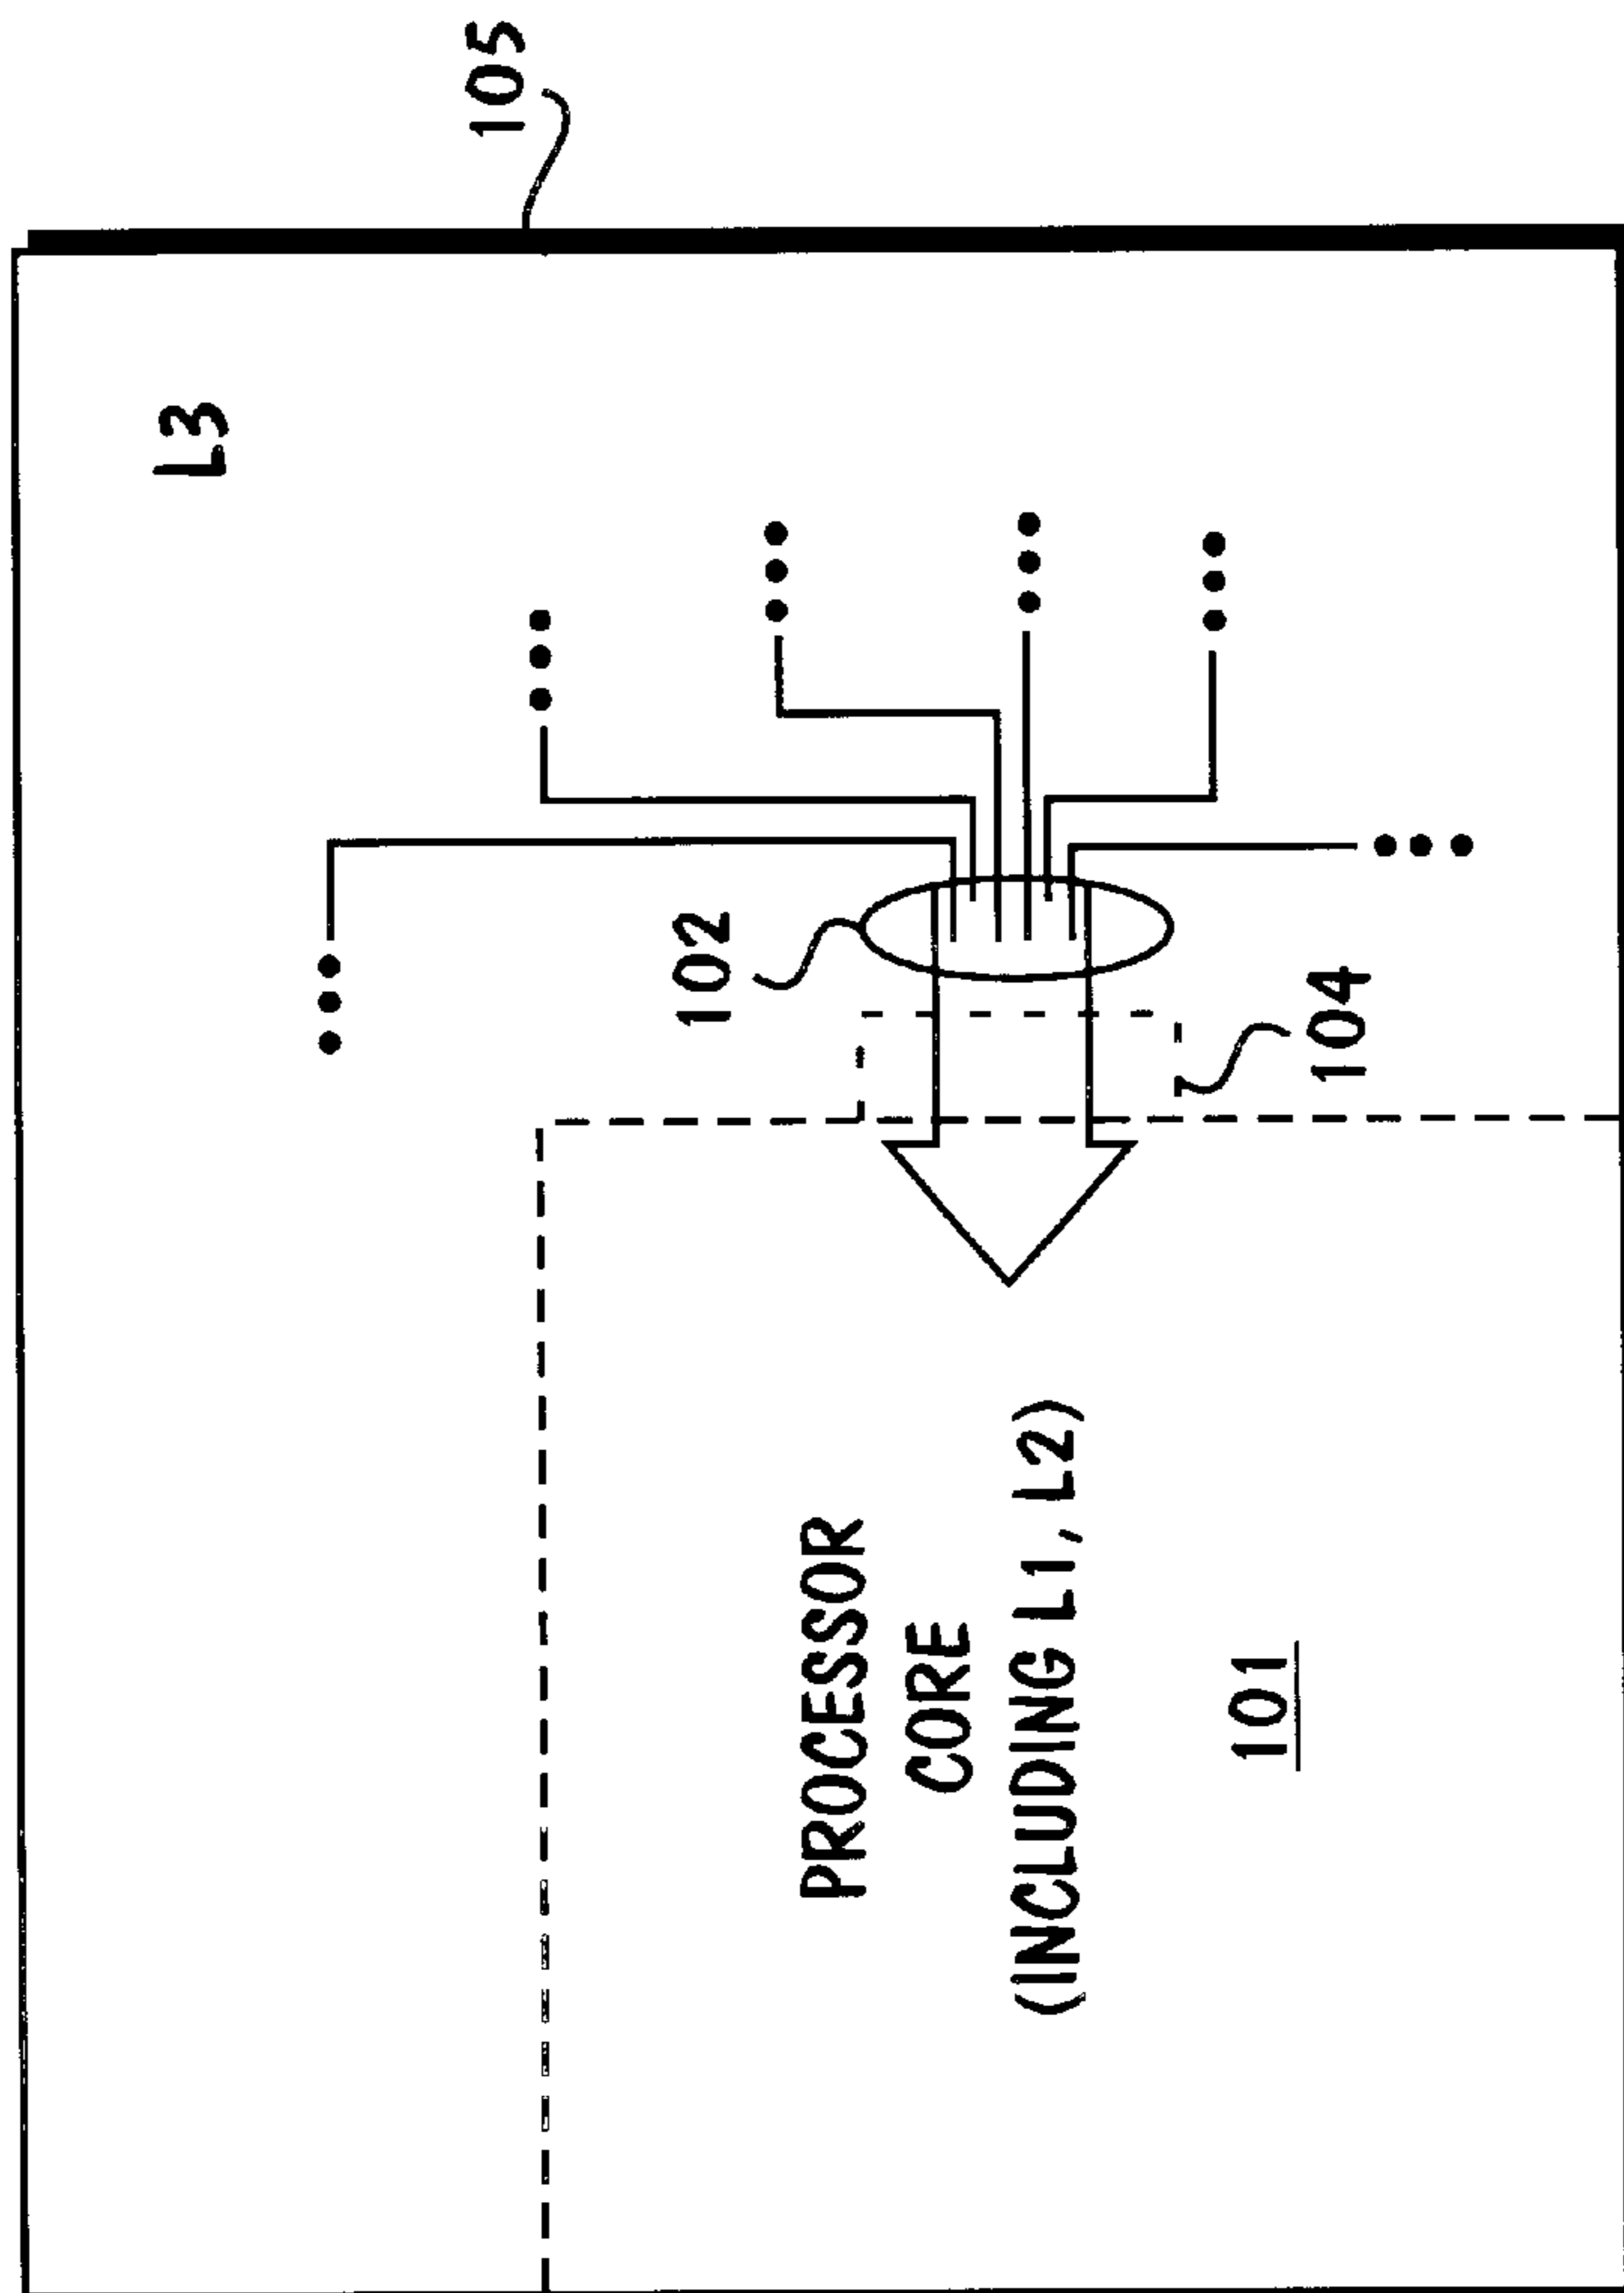 L3
105
102
104
PROCESSOR
CORE
(INCLUDING L1, L2)
101